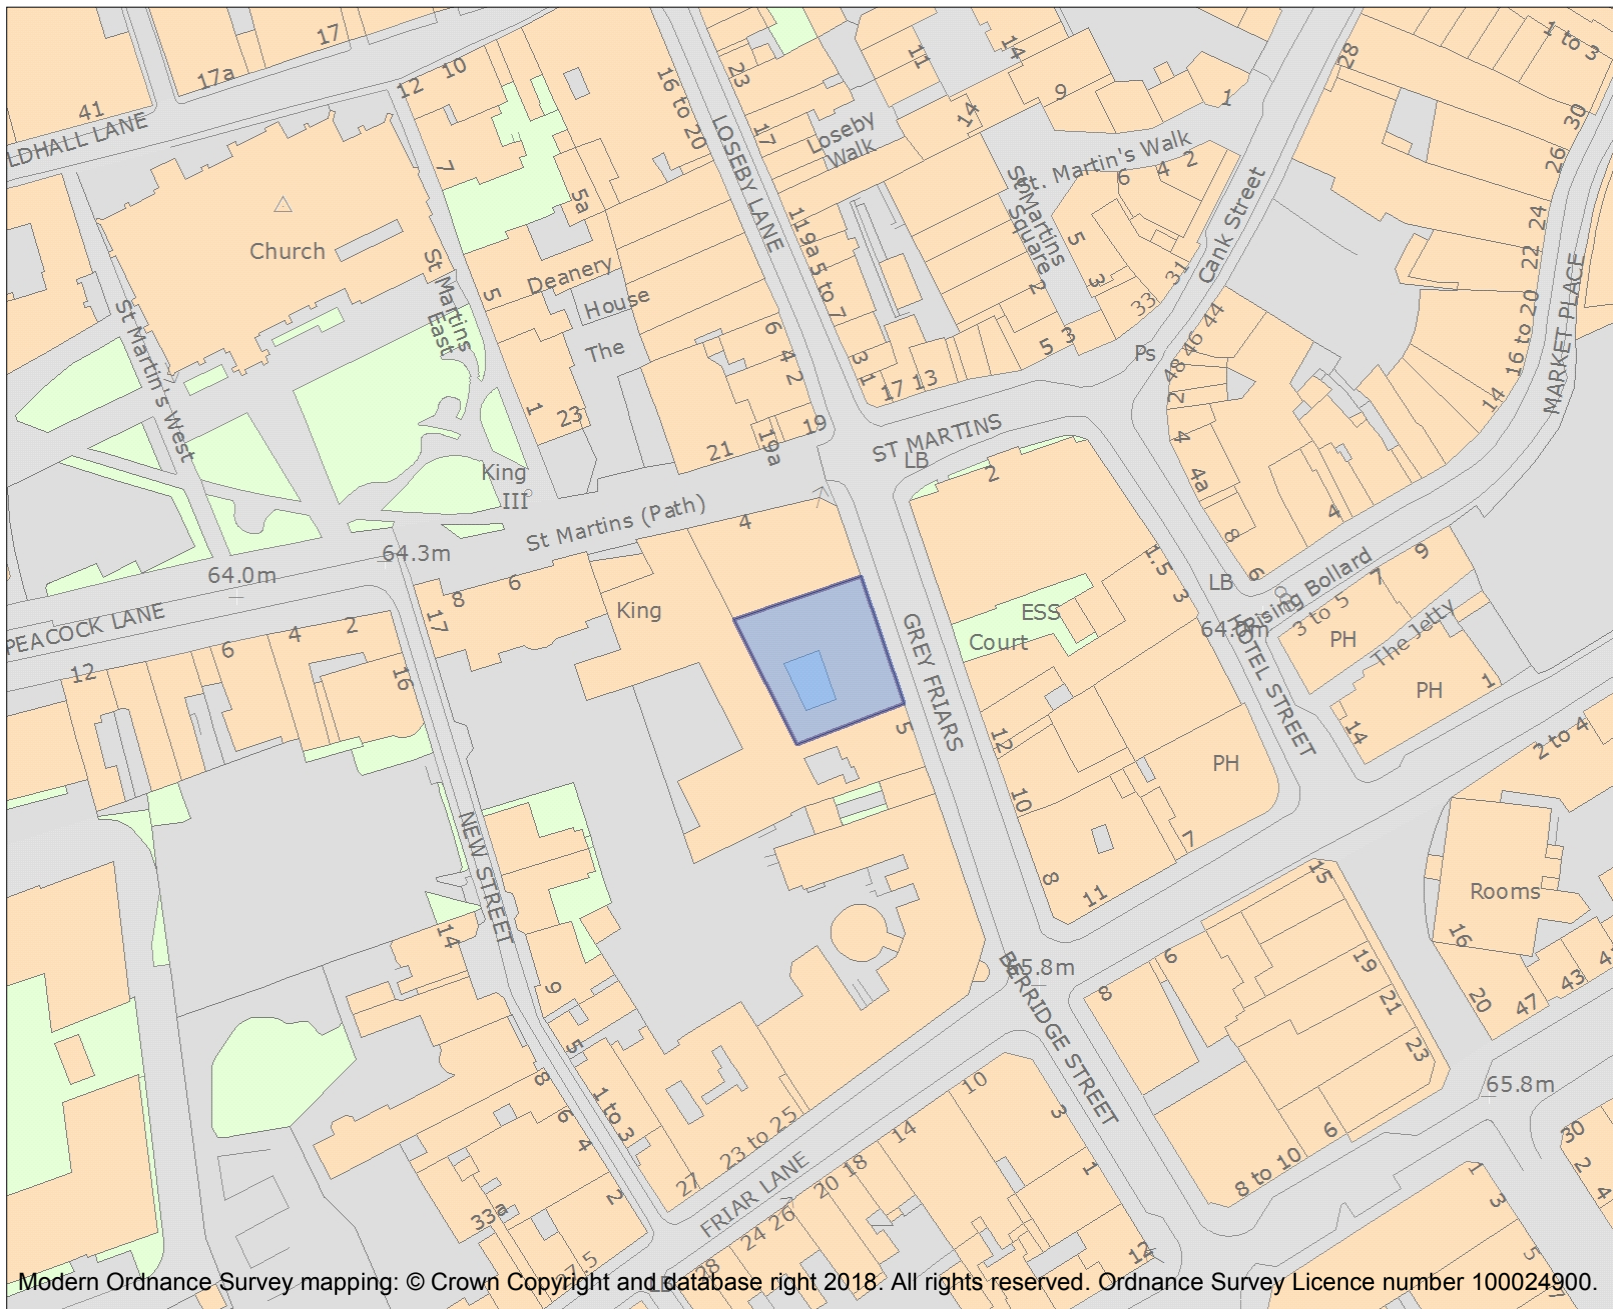 41
17a
17
LDHALL LANE
12
10
7
16 to 20
LOSEBY LANE
23
17
Loseby
Walk
11
14
14
9
1
28
1 to 3
30
26
24
22
16 to 20
14
MARKET PLACE
St. Martin's Walk
6
4
2
St Martins
Square
5
3
2
31
33
Cank Street
Church
St Martins
East
St Martin's West
5
5a
Deanery
House
The
1
23
6
4
2
119a
5 to 7
3
1
17
13
5
3
Ps
44
46
48
2
4
4a
8
6
4
21
19a
19
ST MARTINS
LB
2
King
III
St Martins (Path)
4
64.3m
64.0m
PEACOCK LANE
12
6
4
2
16
17
8
6
King
GREY FRIARS
5
ESS
Court
1.5
3
LB
Rising Bollard
64.0m
HOTEL STREET
3 to 5
7
9
PH
The Jetty
PH
1
14
2 to 4
12
10
8
11
7
PH
NEW STREET
14
9
5
8
6
4
2
1 to 3
33a
27.5
27
23 to 25
FRIAR LANE
28
24
26
20
18
14
10
3
1
12
BERRIDGE STREET
65.8m
8
6
15
19
21
23
6
8 to 10
Rooms
16
20
47
43
65.8m
30
2
4
1
3
5
7
LB
Modern Ordnance Survey mapping: © Crown Copyright and database right 2018. All rights reserved. Ordnance Survey Licence number 100024900.